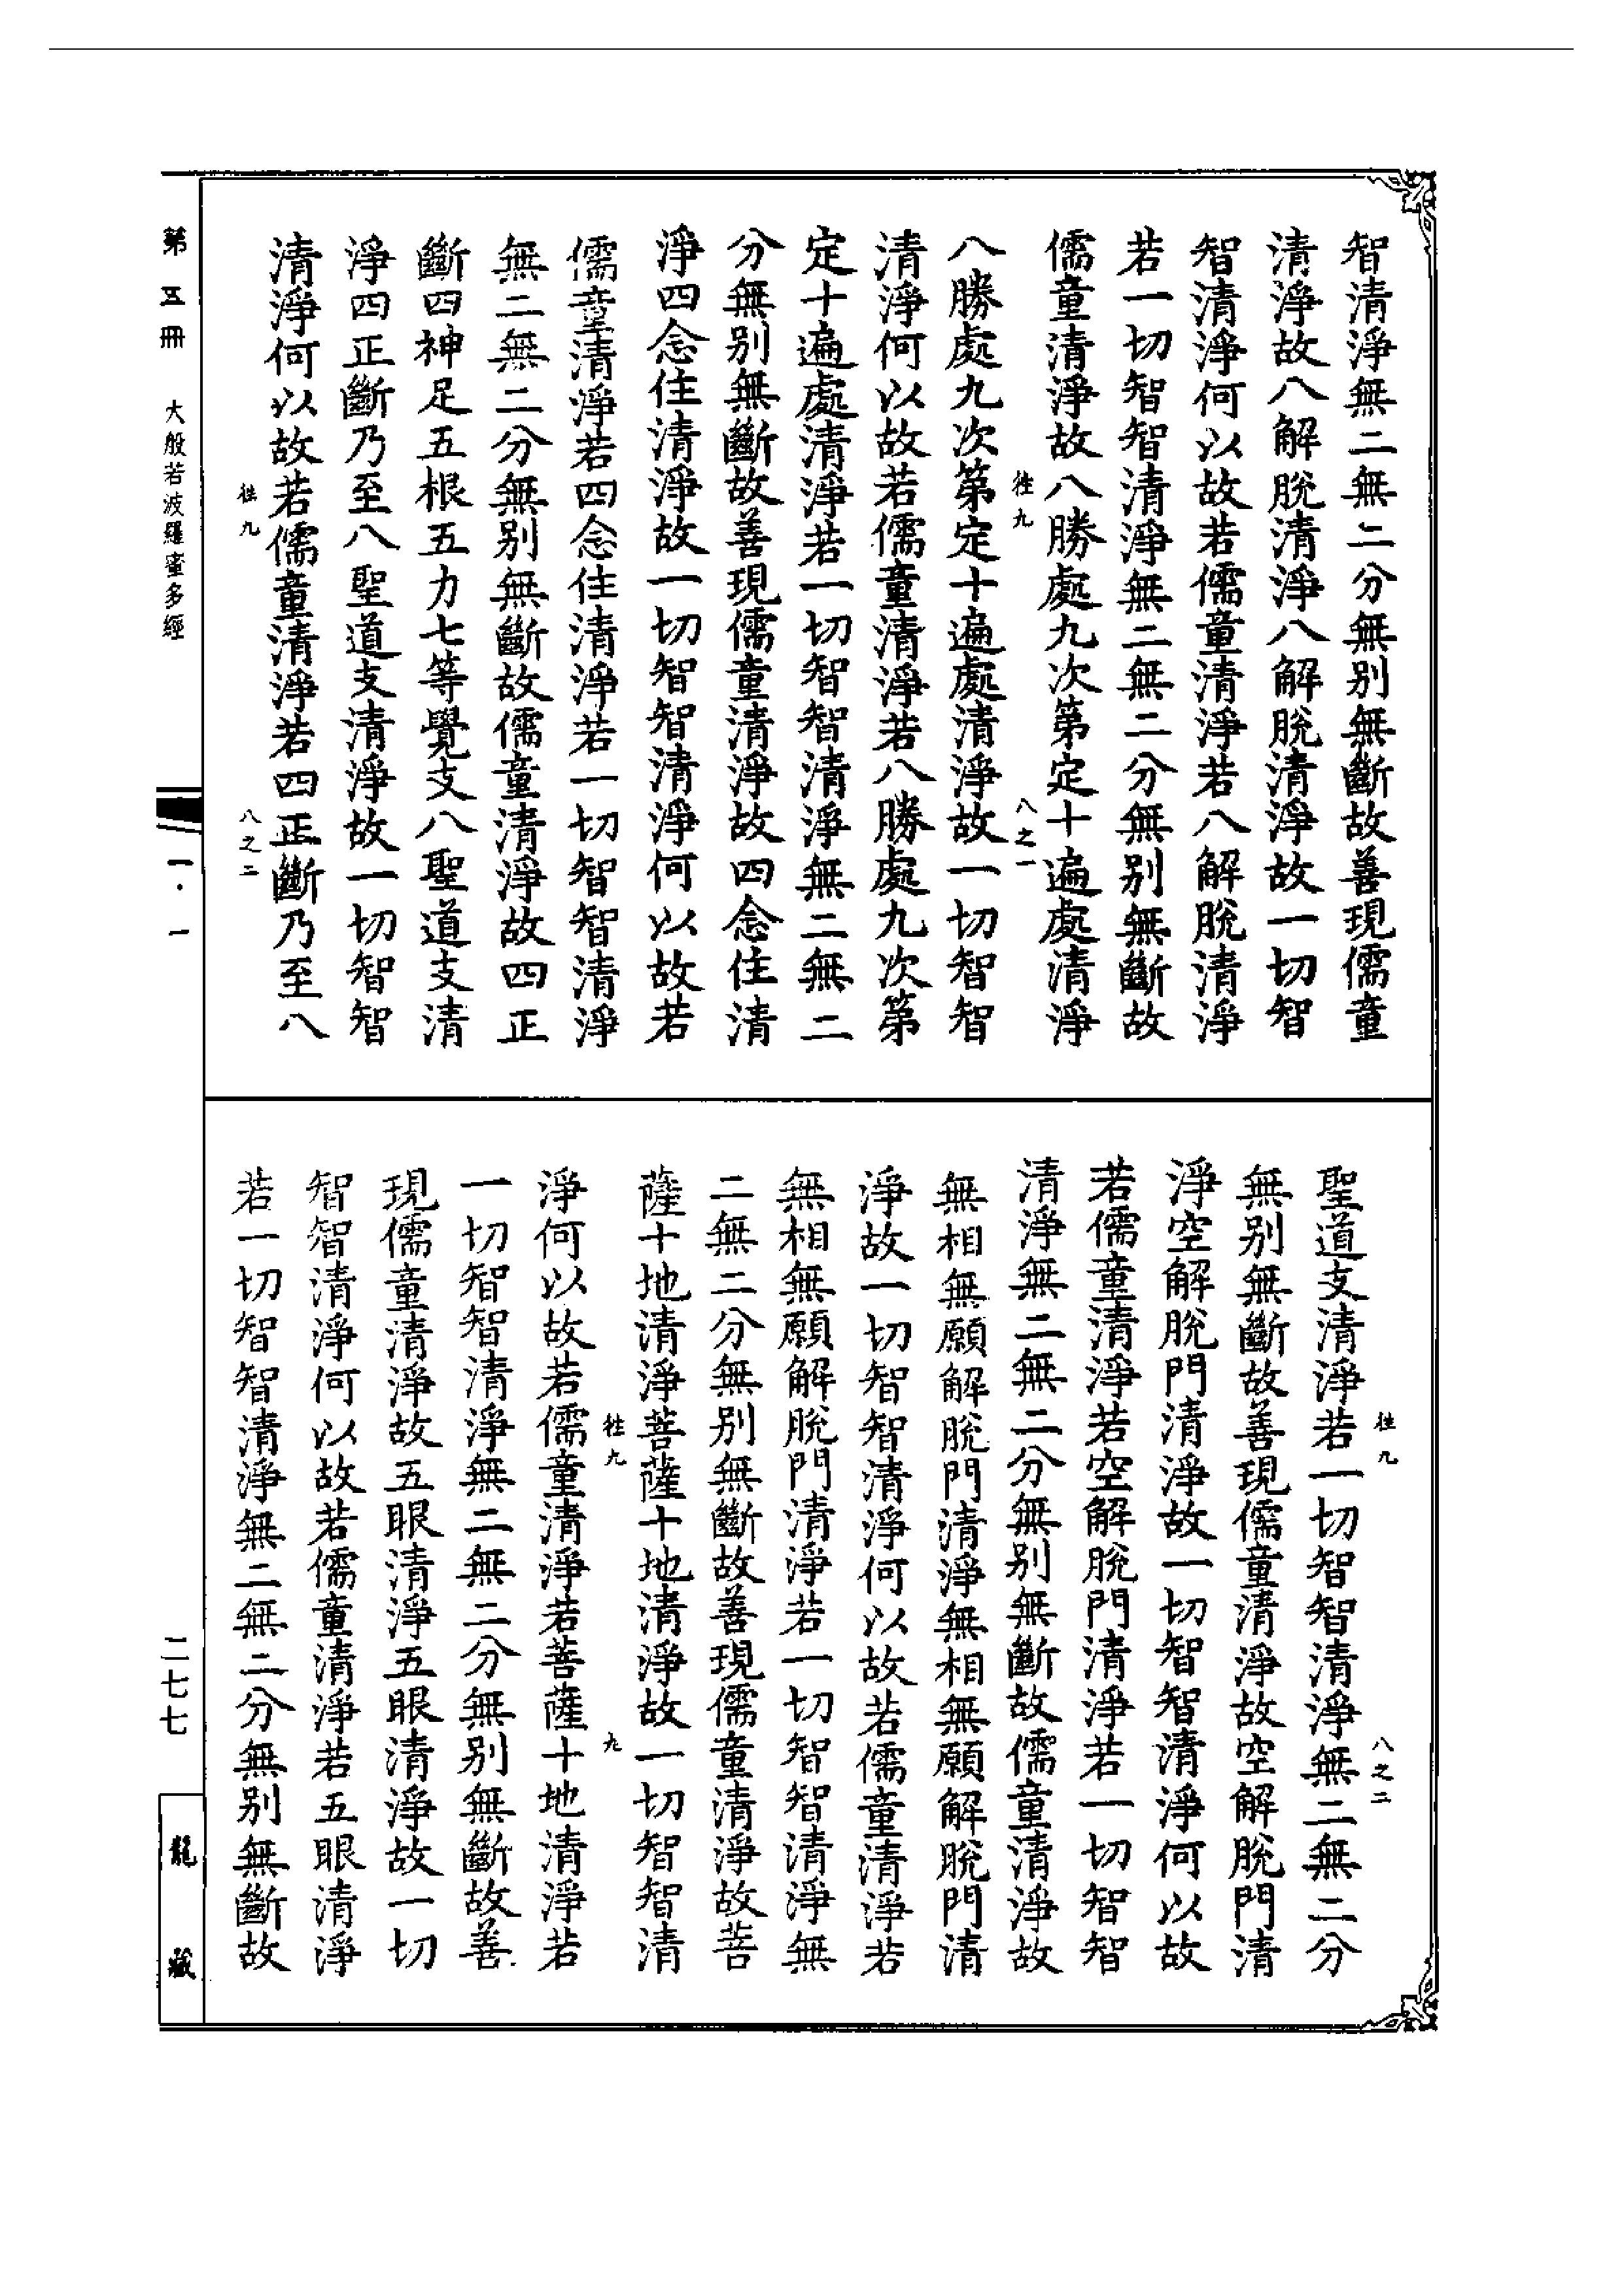 智清淨無二無二分無別無斷故善現儒童
清淨故八解脫清淨八解脫清淨故一切智
智清淨何以故若儒童清淨若八解脫清淨
若一切智智清淨無二無二分無別無斷故
儒童清淨故八勝處九次第定十遍處清淨
往九
八之一
八勝處九次第定十遍處清淨故一切智智
清淨何以故若儒童清淨若八勝處九次第
定十遍處清淨若一切智智清淨無二無二
分無別無斷故善現儒童清淨故四念住清
淨四念住清淨故一切智智清淨何以故若
儒童清淨若四念住清淨若一切智智清淨
無二無二分無別無斷故儒童清淨故四正
斷四神足五根五力七等覺支八聖道支清
淨四正斷乃至八聖道支清淨故一切智智
清淨何以故若儒童清淨若四正斷乃至八
往九
八之二
往九
八之二
聖道支清淨若一切智智清淨無二無二分
無別無斷故善現儒童清淨故空解脫門清
淨空解脫門清淨故一切智智清淨何以故
若儒童清淨若空解脫門清淨若一切智智
清淨無二無二分無別無斷故儒童清淨故
無相無願解脫門清淨無相無願解脫門清
淨故一切智智清淨何以故若儒童清淨若
無相無願解脫門清淨若一切智智清淨無
二無二分無別無斷故善現儒童清淨故菩
薩十地清淨菩薩十地清淨故一切智智清
往九
九
淨何以故若儒童清淨若菩薩十地清淨若
一切智智清淨無二無二分無別無斷故善
現儒童清淨故五眼清淨五眼清淨故一切
智智清淨何以故若儒童清淨若五眼清淨
若一切智智清淨無二無二分無別無斷故
第五冊 大般若波羅蜜多經
一·一
二七七
龍藏